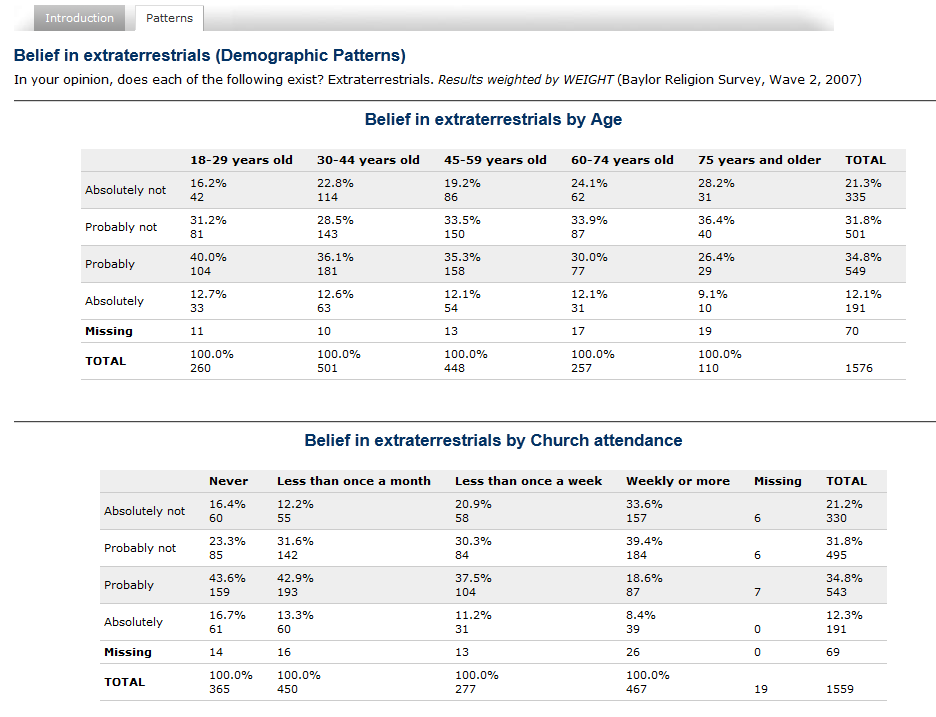 Introduction Patterns
Belief in extraterrestrials (Demographic Patterns)
In your opinion, does each of the following exist? Extraterrestrials. Results weighted by WEIGHT (Baylor Religion Survey, Wave 2, 2007)
Belief in extraterrestrials by Age
18-29 years old 30-44 years old 45-59 years old 60-74 years old 75 years and older TOTAL
Absolutely not 16.2% 22.8% 19.2% 24.1% 28.2% 21.3%
42 114 86 62 31 335
Probably not 31.2% 28.5% 33.5% 33.9% 36.4% 31.8%
81 143 150 87 40 501
Probably 40.0% 36.1% 35.3% 30.0% 26.4% 34.8%
104 181 158 77 29 549
Absolutely 12.7% 12.6% 12.1% 12.1% 9.1% 12.1%
33 63 54 31 10 191
Missing 11 10 13 17 19 70
TOTAL 100.0% 100.0% 100.0% 100.0% 100.0%
260 501 448 257 110 1576
Belief in extraterrestrials by Church attendance
Never Less than once a month Less than once a week Weekly or more Missing TOTAL
Absolutely not 16.4% 12.2% 20.9% 33.6% 21.2%
60 55 58 157 6 330
Probably not 23.3% 31.6% 30.3% 39.4% 31.8%
85 142 84 184 6 495
Probably 43.6% 42.9% 37.5% 18.6% 34.8%
159 193 104 87 7 543
Absolutely 16.7% 13.3% 11.2% 8.4% 12.3%
61 60 31 39 0 191
Missing 14 16 13 26 0 69
TOTAL 100.0% 100.0% 100.0% 100.0%
365 450 277 467 19 1559